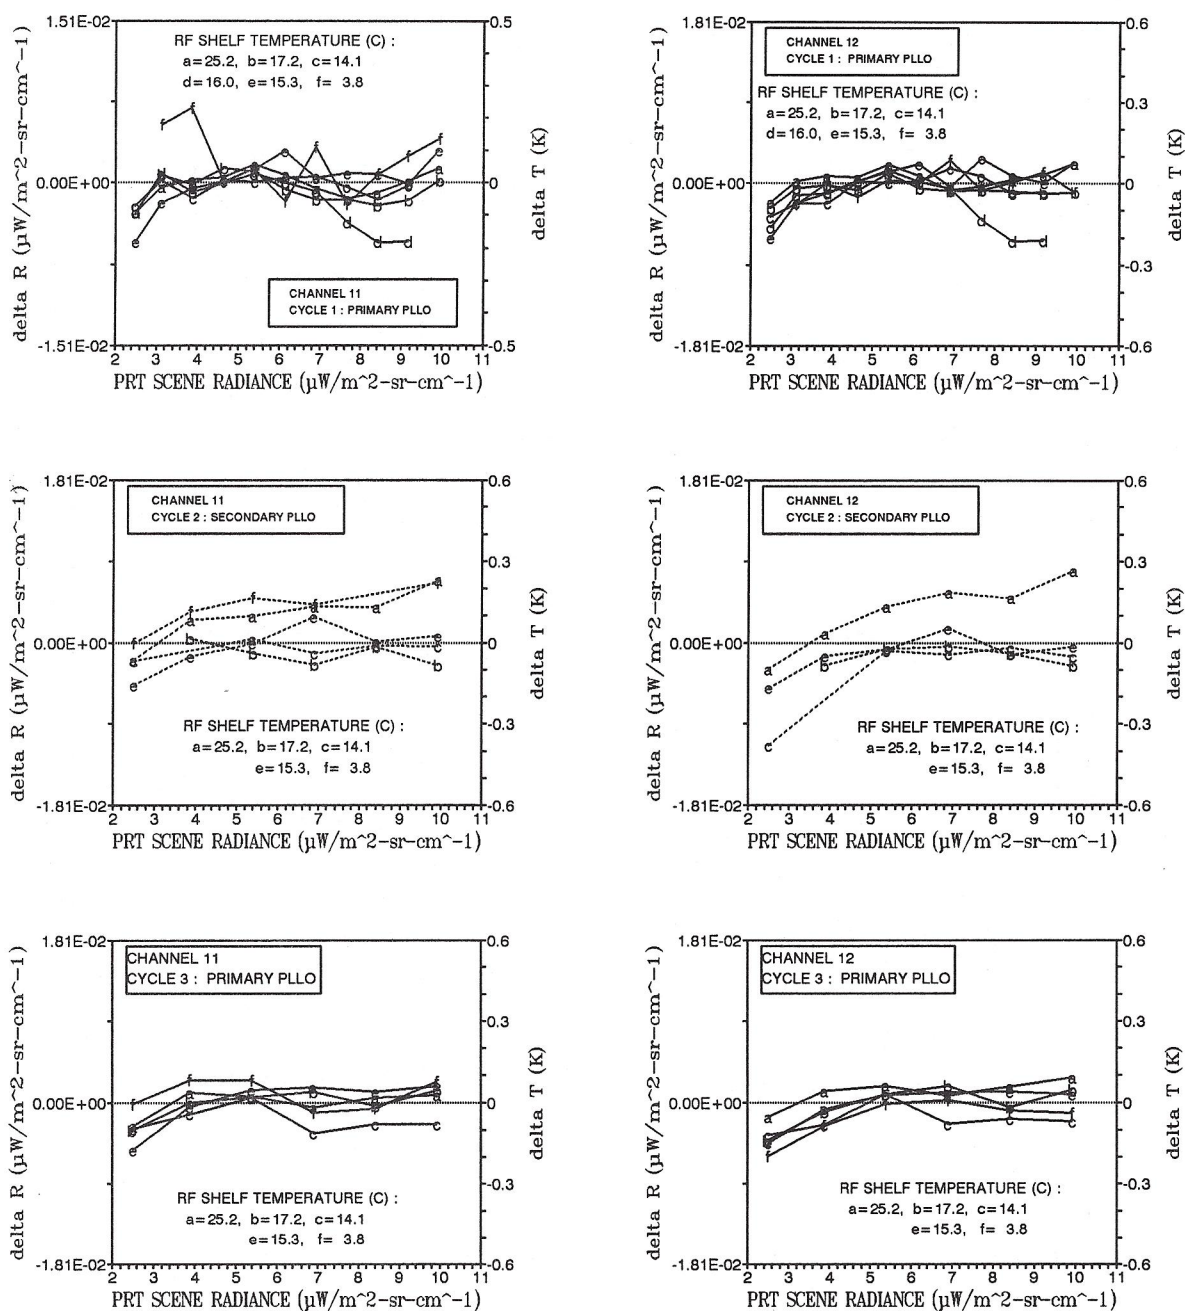 1.51E-02
0.5
RF SHELF TEMPERATURE (C) :
a=25.2, b=17.2, c=14.1
d=16.0, e=15.3, f= 3.8
0.00E+00
0
CHANNEL 11
CYCLE 1 : PRIMARY PLLO
-1.51E-02
-0.5
2 3 4 5 6 7 8 9 10 11
PRT SCENE RADIANCE (µW/m^2-sr-cm^-1)
delta R (µW/m^2-sr-cm^-1)
delta T (K)
1.81E-02
0.6
CHANNEL 12
CYCLE 1 : PRIMARY PLLO
RF SHELF TEMPERATURE (C) :
a=25.2, b=17.2, c=14.1
d=16.0, e=15.3, f= 3.8
0.3
0.00E+00
0
-0.3
-1.81E-02
-0.6
2 3 4 5 6 7 8 9 10 11
PRT SCENE RADIANCE (µW/m^2-sr-cm^-1)
delta R (µW/m^2-sr-cm^-1)
delta T (K)
1.81E-02
0.6
CHANNEL 11
CYCLE 2 : SECONDARY PLLO
0.3
0.00E+00
0
-0.3
RF SHELF TEMPERATURE (C) :
a=25.2, b=17.2, c=14.1
e=15.3, f= 3.8
-1.81E-02
-0.6
2 3 4 5 6 7 8 9 10 11
PRT SCENE RADIANCE (µW/m^2-sr-cm^-1)
delta R (µW/m^2-sr-cm^-1)
delta T (K)
1.81E-02
0.6
CHANNEL 12
CYCLE 2 : SECONDARY PLLO
0.3
0.00E+00
0
-0.3
RF SHELF TEMPERATURE (C) :
a=25.2, b=17.2, c=14.1
e=15.3, f= 3.8
-1.81E-02
-0.6
2 3 4 5 6 7 8 9 10 11
PRT SCENE RADIANCE (µW/m^2-sr-cm^-1)
delta R (µW/m^2-sr-cm^-1)
delta T (K)
1.81E-02
0.6
CHANNEL 11
CYCLE 3 : PRIMARY PLLO
0.3
0.00E+00
0
-0.3
RF SHELF TEMPERATURE (C) :
a=25.2, b=17.2, c=14.1
e=15.3, f= 3.8
-1.81E-02
-0.6
2 3 4 5 6 7 8 9 10 11
PRT SCENE RADIANCE (µW/m^2-sr-cm^-1)
delta R (µW/m^2-sr-cm^-1)
delta T (K)
1.81E-02
0.6
CHANNEL 12
CYCLE 3 : PRIMARY PLLO
0.3
0.00E+00
0
-0.3
RF SHELF TEMPERATURE (C) :
a=25.2, b=17.2, c=14.1
e=15.3, f= 3.8
-1.81E-02
-0.6
2 3 4 5 6 7 8 9 10 11
PRT SCENE RADIANCE (µW/m^2-sr-cm^-1)
delta R (µW/m^2-sr-cm^-1)
delta T (K)